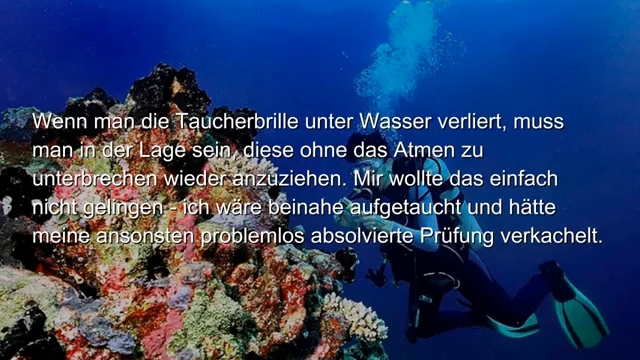 Wenn man die Taucherbrille unter Wasser verliert, muss
man in der Lage sein, diese ohne das Atmen zu
unterbrechen wieder anzuziehen. Mir wollte das einfach
nicht gelingen - ich wäre beinahe aufgetaucht und hätte
meine ansonsten problemlos absolvierte Prüfung verkachelt.